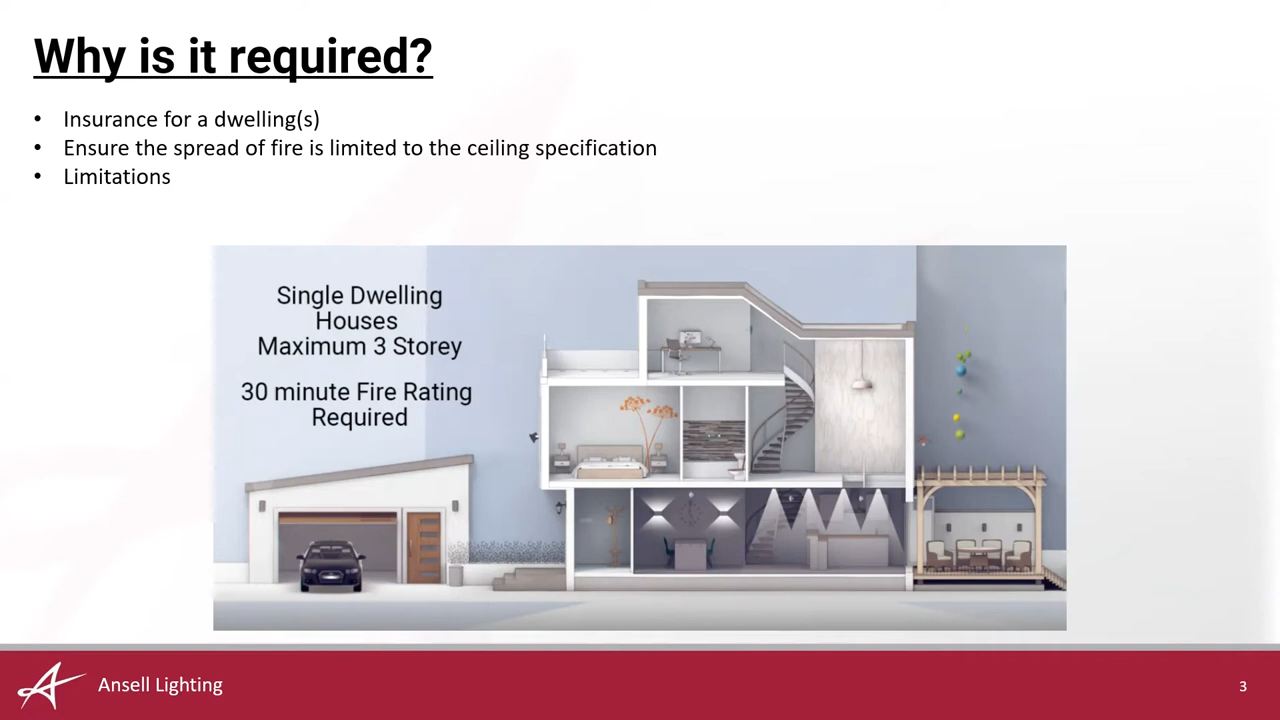 Why is it required?
• Insurance for a dwelling(s)
• Ensure the spread of fire is limited to the ceiling specification
• Limitations
Single Dwelling
Houses
Maximum 3 Storey
30 minute Fire Rating
Required
Ansell Lighting
3